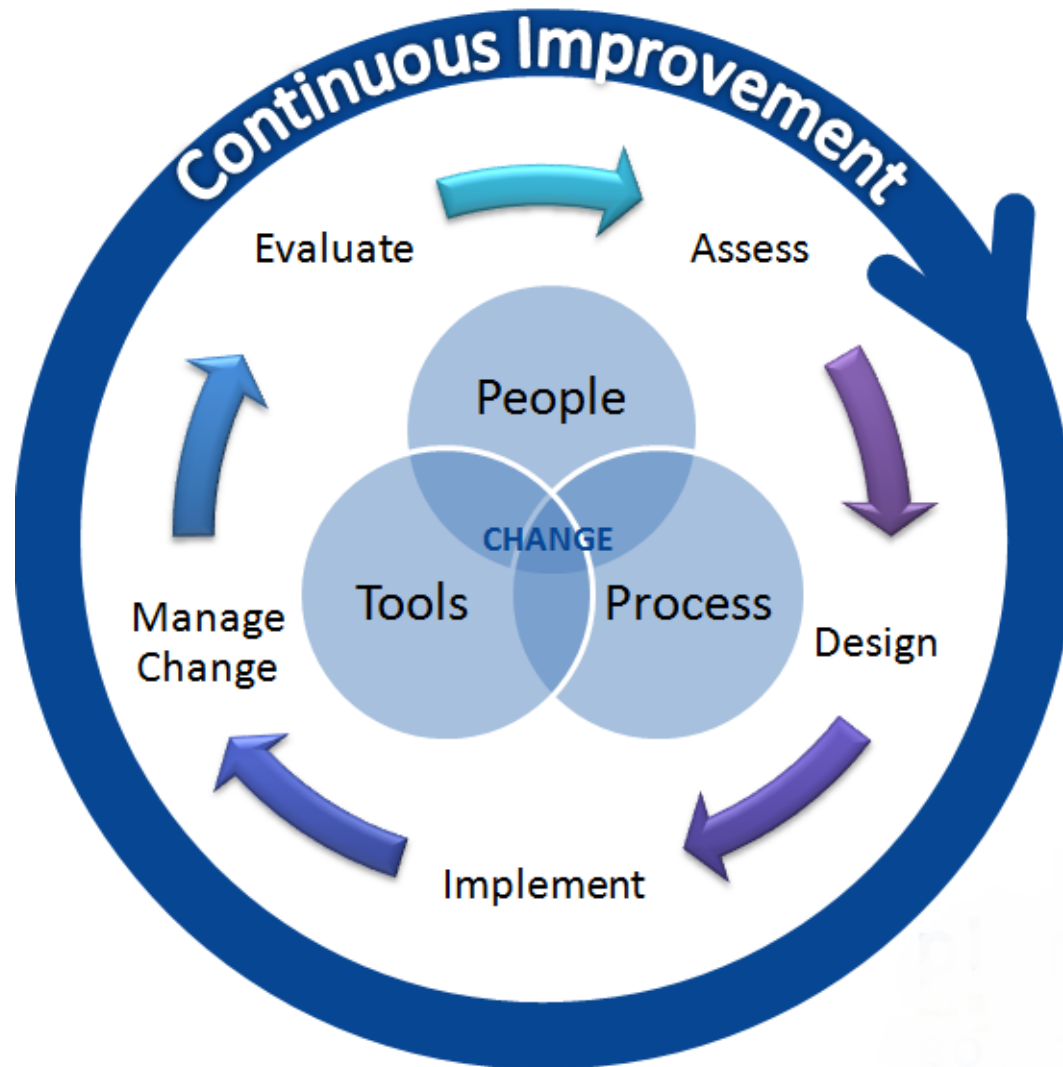 Continuous Improvement
Evaluate
Assess
People
CHANGE
Tools
Process
Manage
Change
Design
Implement